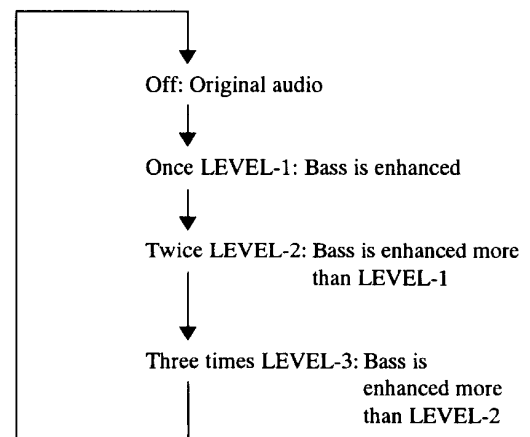 Off: Original audio
Once LEVEL-1: Bass is enhanced
Twice LEVEL-2: Bass is enhanced more
than LEVEL-1
Three times LEVEL-3: Bass is
enhanced more
than LEVEL-2